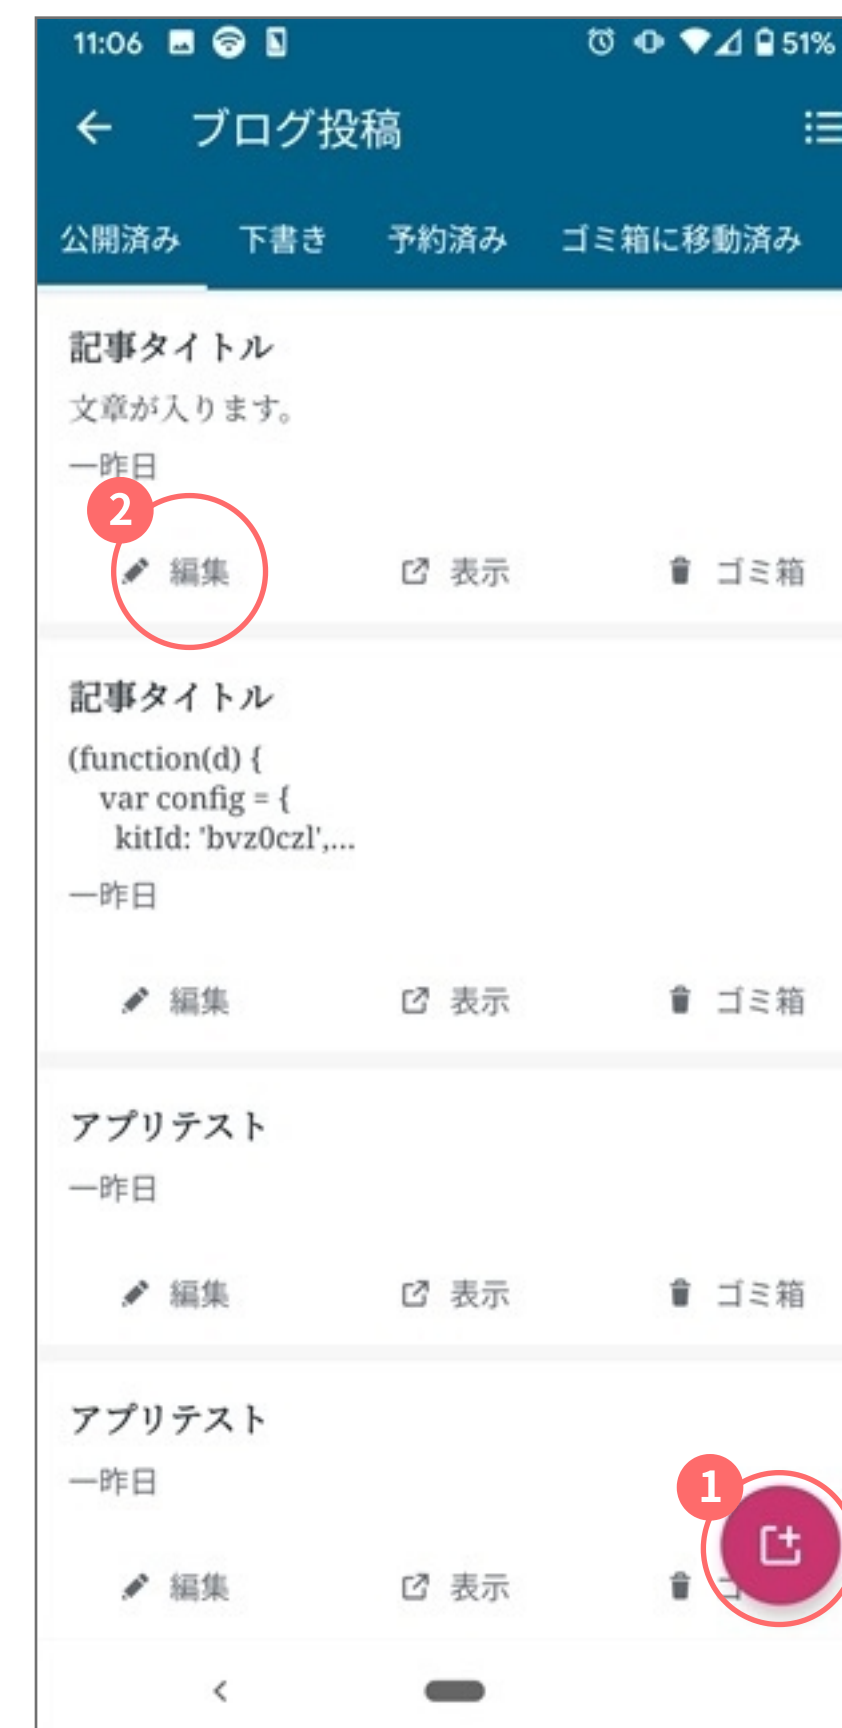 11:06 51%
ブログ投稿
公開済み 下書き 予約済み ゴミ箱に移動済み
記事タイトル
文章が入ります。
一昨日
2
編集 表示 ゴミ箱
記事タイトル
(function(d) {
var config = {
kitId: 'bvz0czl',...
一昨日
編集 表示 ゴミ箱
アプリテスト
一昨日
編集 表示 ゴミ箱
アプリテスト
一昨日
1
編集 表示 ゴ